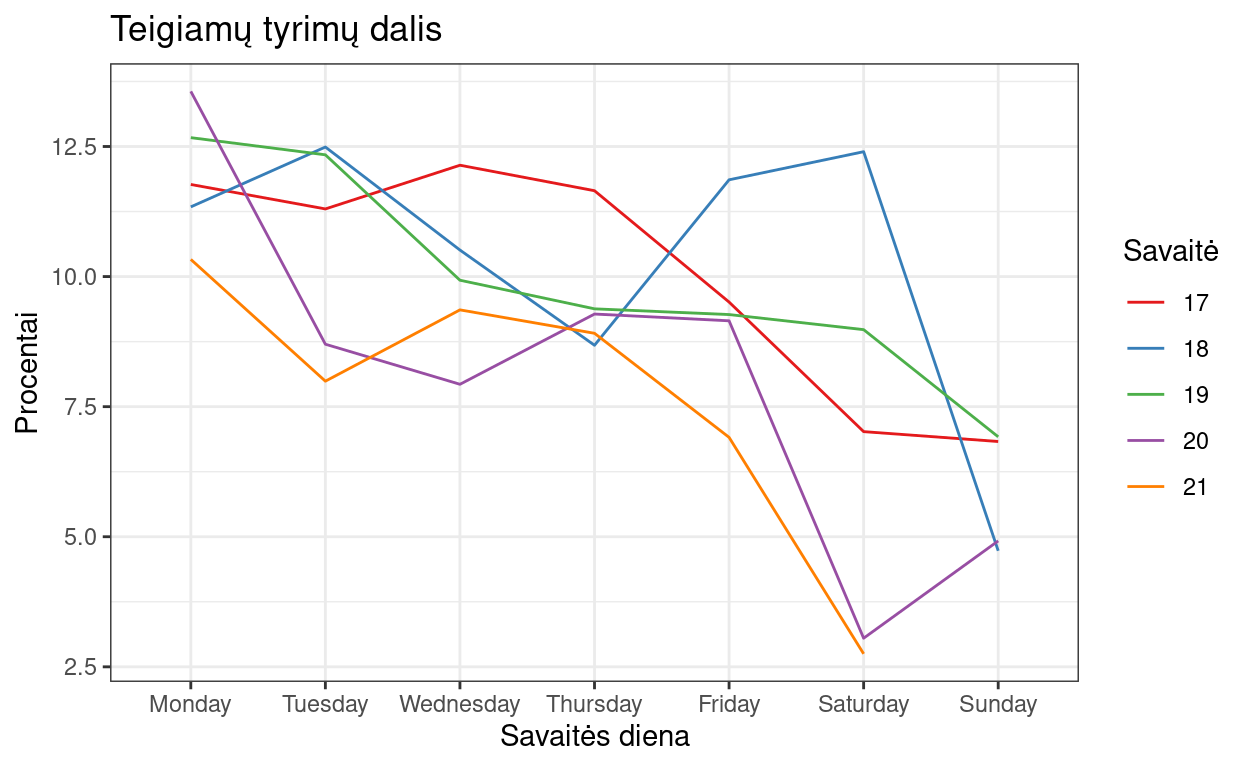 Teigiamų tyrimų dalis
Procentai
12.5
10.0
7.5
5.0
2.5
Monday Tuesday Wednesday Thursday Friday Saturday Sunday
Savaitės diena
Savaitė
17
18
19
20
21